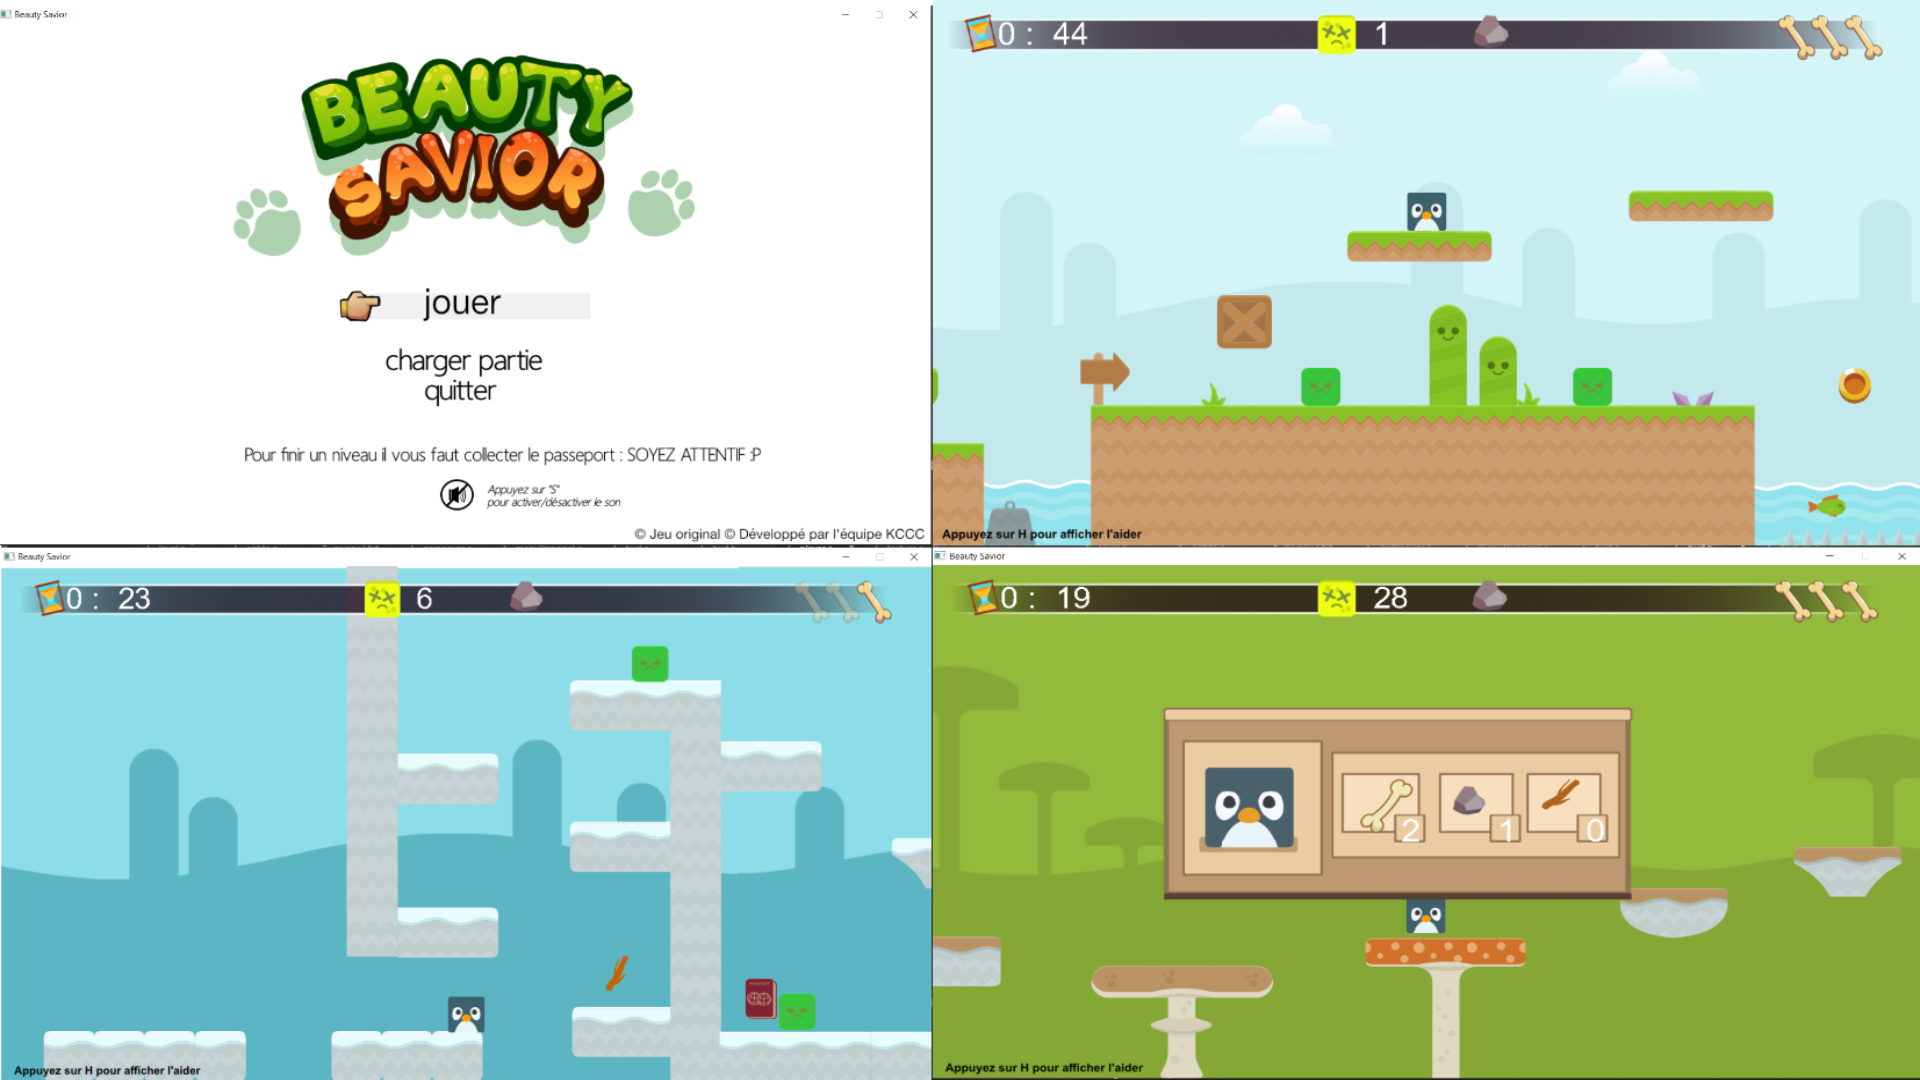 Beauty Savior
BEAUTY
SAVIOR
jouer
charger partie
quitter
Pour finir un niveau il vous faut collecter le passeport : SOYEZ ATTENTIF :P
Appuyez sur "S"
pour activer/désactiver le son
© Jeu original © Développé par l'équipe KCCC
0 : 44
1
Appuyez sur H pour afficher l'aider
Beauty Savior
0 : 23
6
Appuyez sur H pour afficher l'aider
Beauty Savior
0 : 19
28
2
1
0
Appuyez sur H pour afficher l'aider